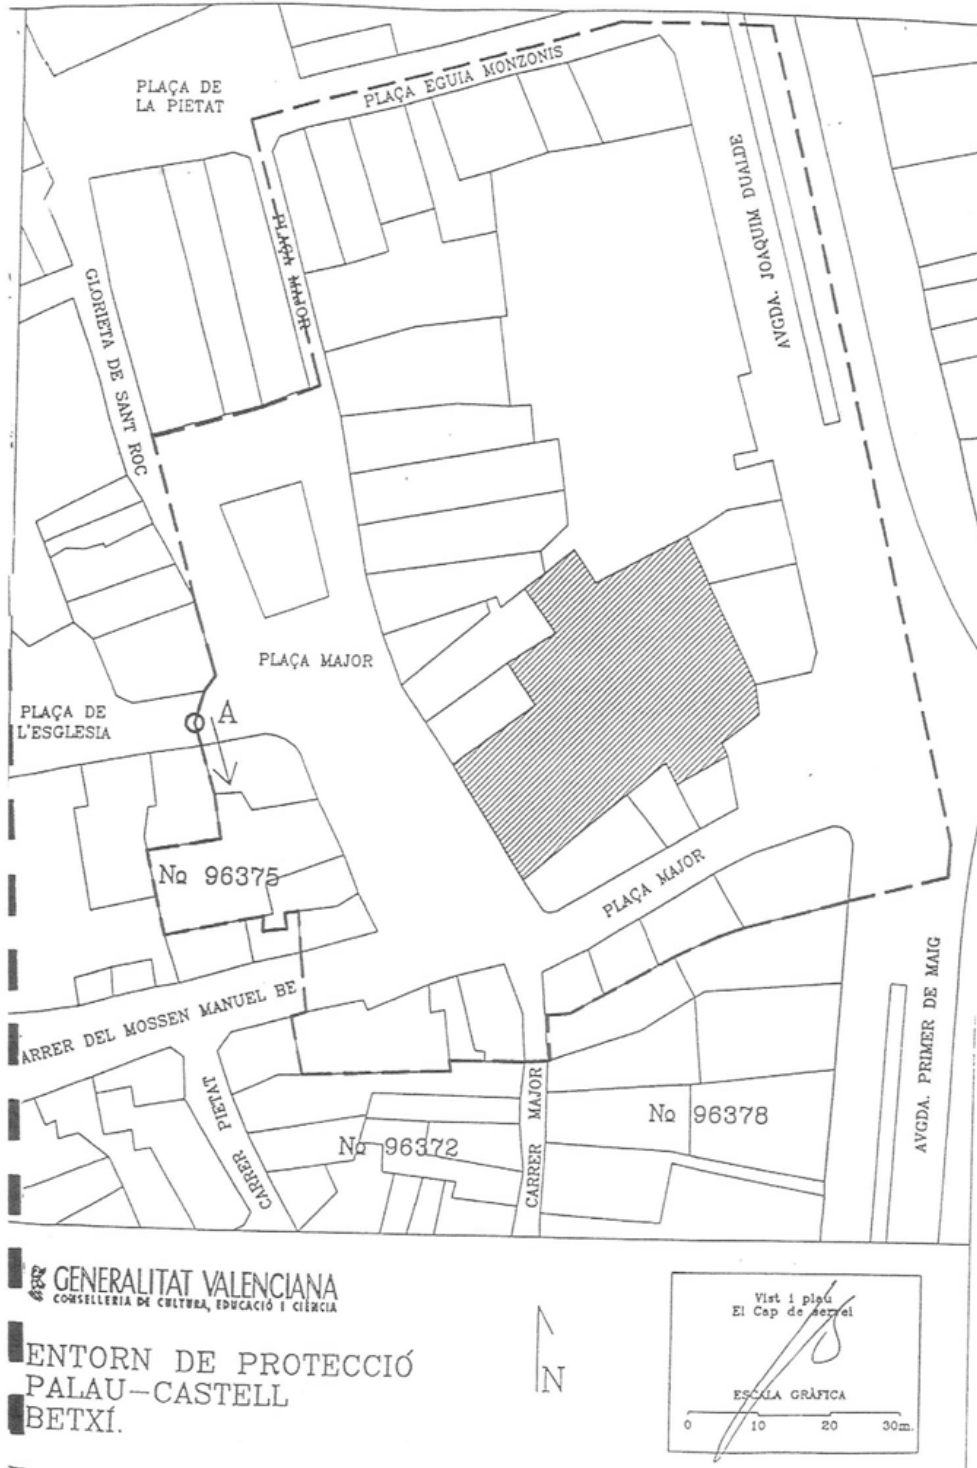 PLAÇA DE
LA PIETAT
PLAÇA EGUIA MONZONIS
PLAÇA MAJOR
AVGDA. JOAQUIM DUALDE
GLORIETA DE SANT ROC
PLAÇA MAJOR
PLAÇA DE
L'ESGLESIA
A
Nº 96375
PLAÇA MAJOR
ARRER DEL MOSSEN MANUEL BE
AVGDA. PRIMER DE MAIG
CARRER PIETAT
CARRER MAJOR
Nº 96378
Nº 96372
GENERALITAT VALENCIANA
CONSELLERIA DE CULTURA, EDUCACIÓ I CIÈNCIA
ENTORN DE PROTECCIÓ
PALAU-CASTELL
BETXÍ.
N
Vist i plau
El Cap de servei
ESCALA GRÀFICA
0 10 20 30m.